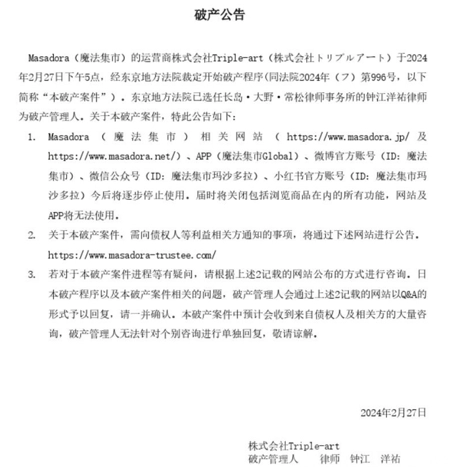 破产公告
Masadora（魔法集市）的运营商株式会社Triple-art（株式会社トリプルアート）于2024
年2月27日下午5点，经东京地方法院裁定开始破产程序(同法院2024年（フ）第996号，以下
简称“本破产案件”）。东京地方法院已选任长岛・大野・常松律师事务所的钟江洋祐律师
为破产管理人。关于本破产案件，特此公告如下：
1. Masadora（魔法集市）相关网站（https://www.masadora.jp/及
https://www.masadora.net/）、APP（魔法集市Global）、微博官方账号（ID：魔法
集市）、微信公众号（ID：魔法集市玛沙多拉）、小红书官方账号（ID：魔法集市玛
沙多拉）今后将逐步停止使用。届时将关闭包括浏览商品在内的所有功能，网站及
APP将无法使用。
2. 关于本破产案件，需向债权人等利益相关方通知的事项，将通过下述网站进行公告。
https://www.masadora-trustee.com/
3. 若对于本破产案件进程等有疑问，请根据上述2记载的网站公布的方式进行咨询。日
本破产程序以及本破产案件相关的问题，破产管理人会通过上述2记载的网站以Q&A的
形式予以回复，请一并确认。本破产案件中预计会收到来自债权人及相关方的大量咨
询，破产管理人无法针对个别咨询进行单独回复，敬请谅解。
2024年2月27日
株式会社Triple-art
破产管理人 律师 钟江 洋祐